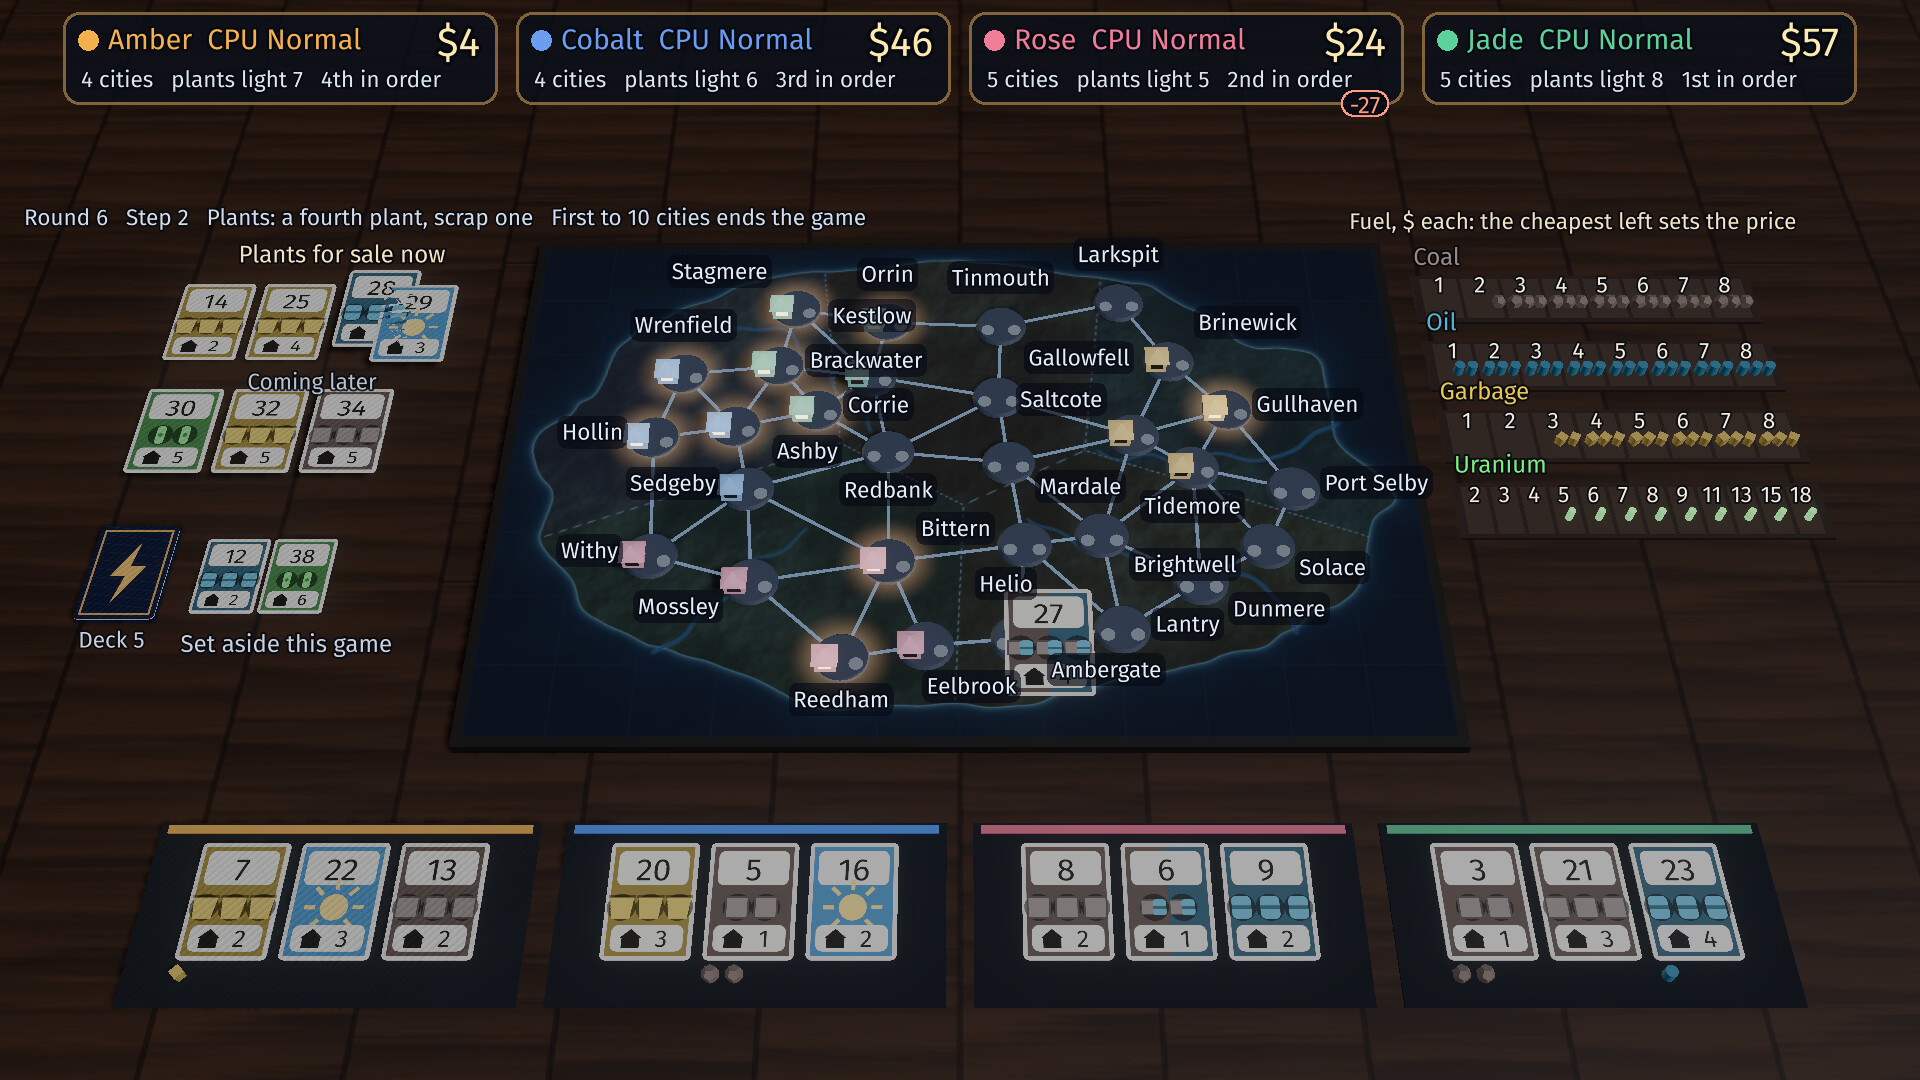 Amber CPU Normal $4
4 cities plants light 7 4th in order
Cobalt CPU Normal $46
4 cities plants light 6 3rd in order
Rose CPU Normal $24
5 cities plants light 5 2nd in order
-27
Jade CPU Normal $57
5 cities plants light 8 1st in order
Round 6 Step 2 Plants: a fourth plant, scrap one First to 10 cities ends the game
Plants for sale now
14
2
25
4
28
29
3
Coming later
30
5
32
5
34
5
Deck 5
12
2
38
6
Set aside this game
Larkspit
Stagmere
Orrin
Tinmouth
Wrenfield
Kestlow
Brinewick
Brackwater
Gallowfell
Corrie
Saltcote
Gullhaven
Hollin
Ashby
Sedgeby
Redbank
Mardale
Port Selby
Tidemore
Bittern
Withy
Brightwell
Solace
Helio
Mossley
Dunmere
27
Lantry
Ambergate
Eelbrook
Reedham
Fuel, $ each: the cheapest left sets the price
Coal
1 2 3 4 5 6 7 8
Oil
1 2 3 4 5 6 7 8
Garbage
1 2 3 4 5 6 7 8
Uranium
2 3 4 5 6 7 8 9 11 13 15 18
7
2
22
3
13
2
20
3
5
1
16
2
8
2
6
1
9
2
3
1
21
3
23
4